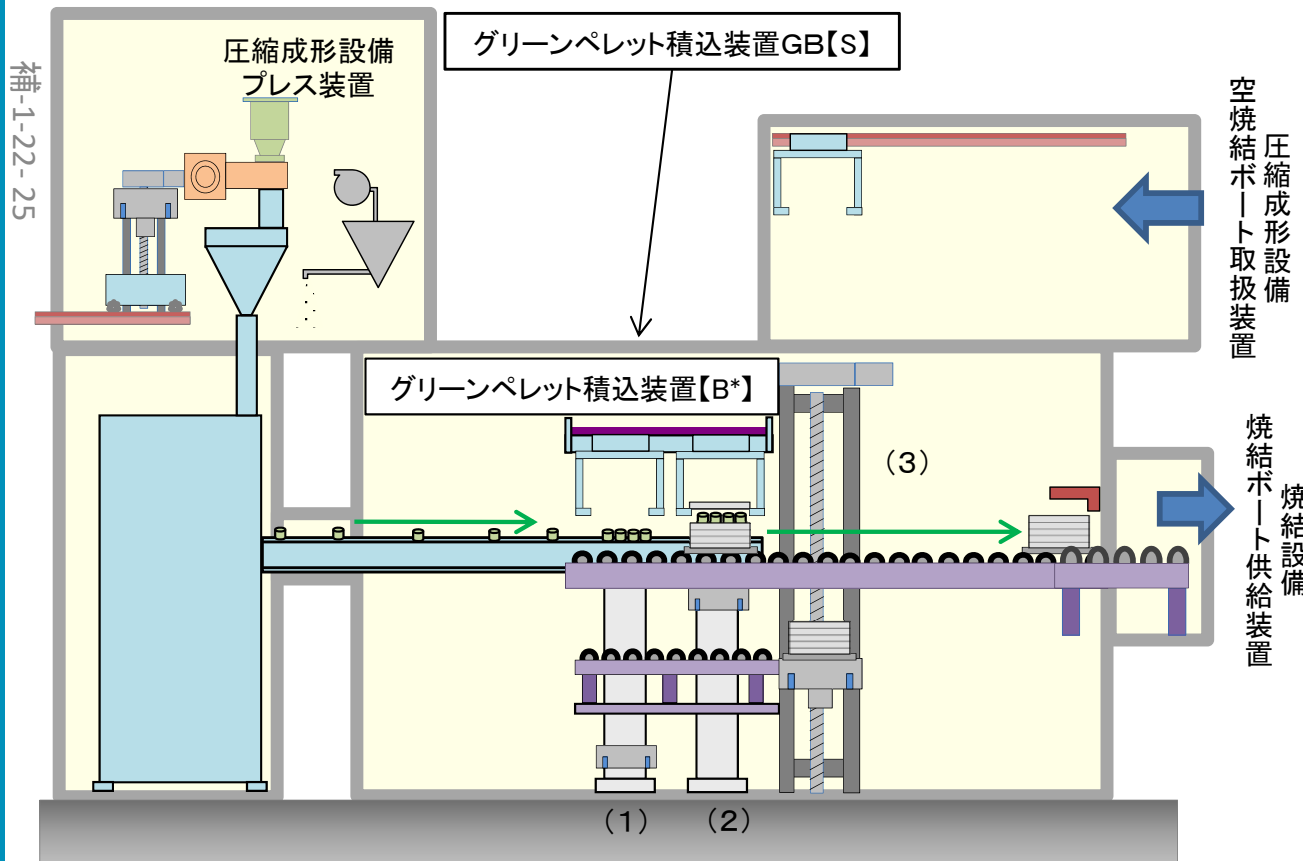 補-1-22- 25
圧縮成形設備
プレス装置
グリーンペレット積込装置GB【S】
圧縮成形設備
空焼結ボート取扱装置
グリーンペレット積込装置【B*】
(3)
焼結設備
焼結ボート供給装置
(1)
(2)